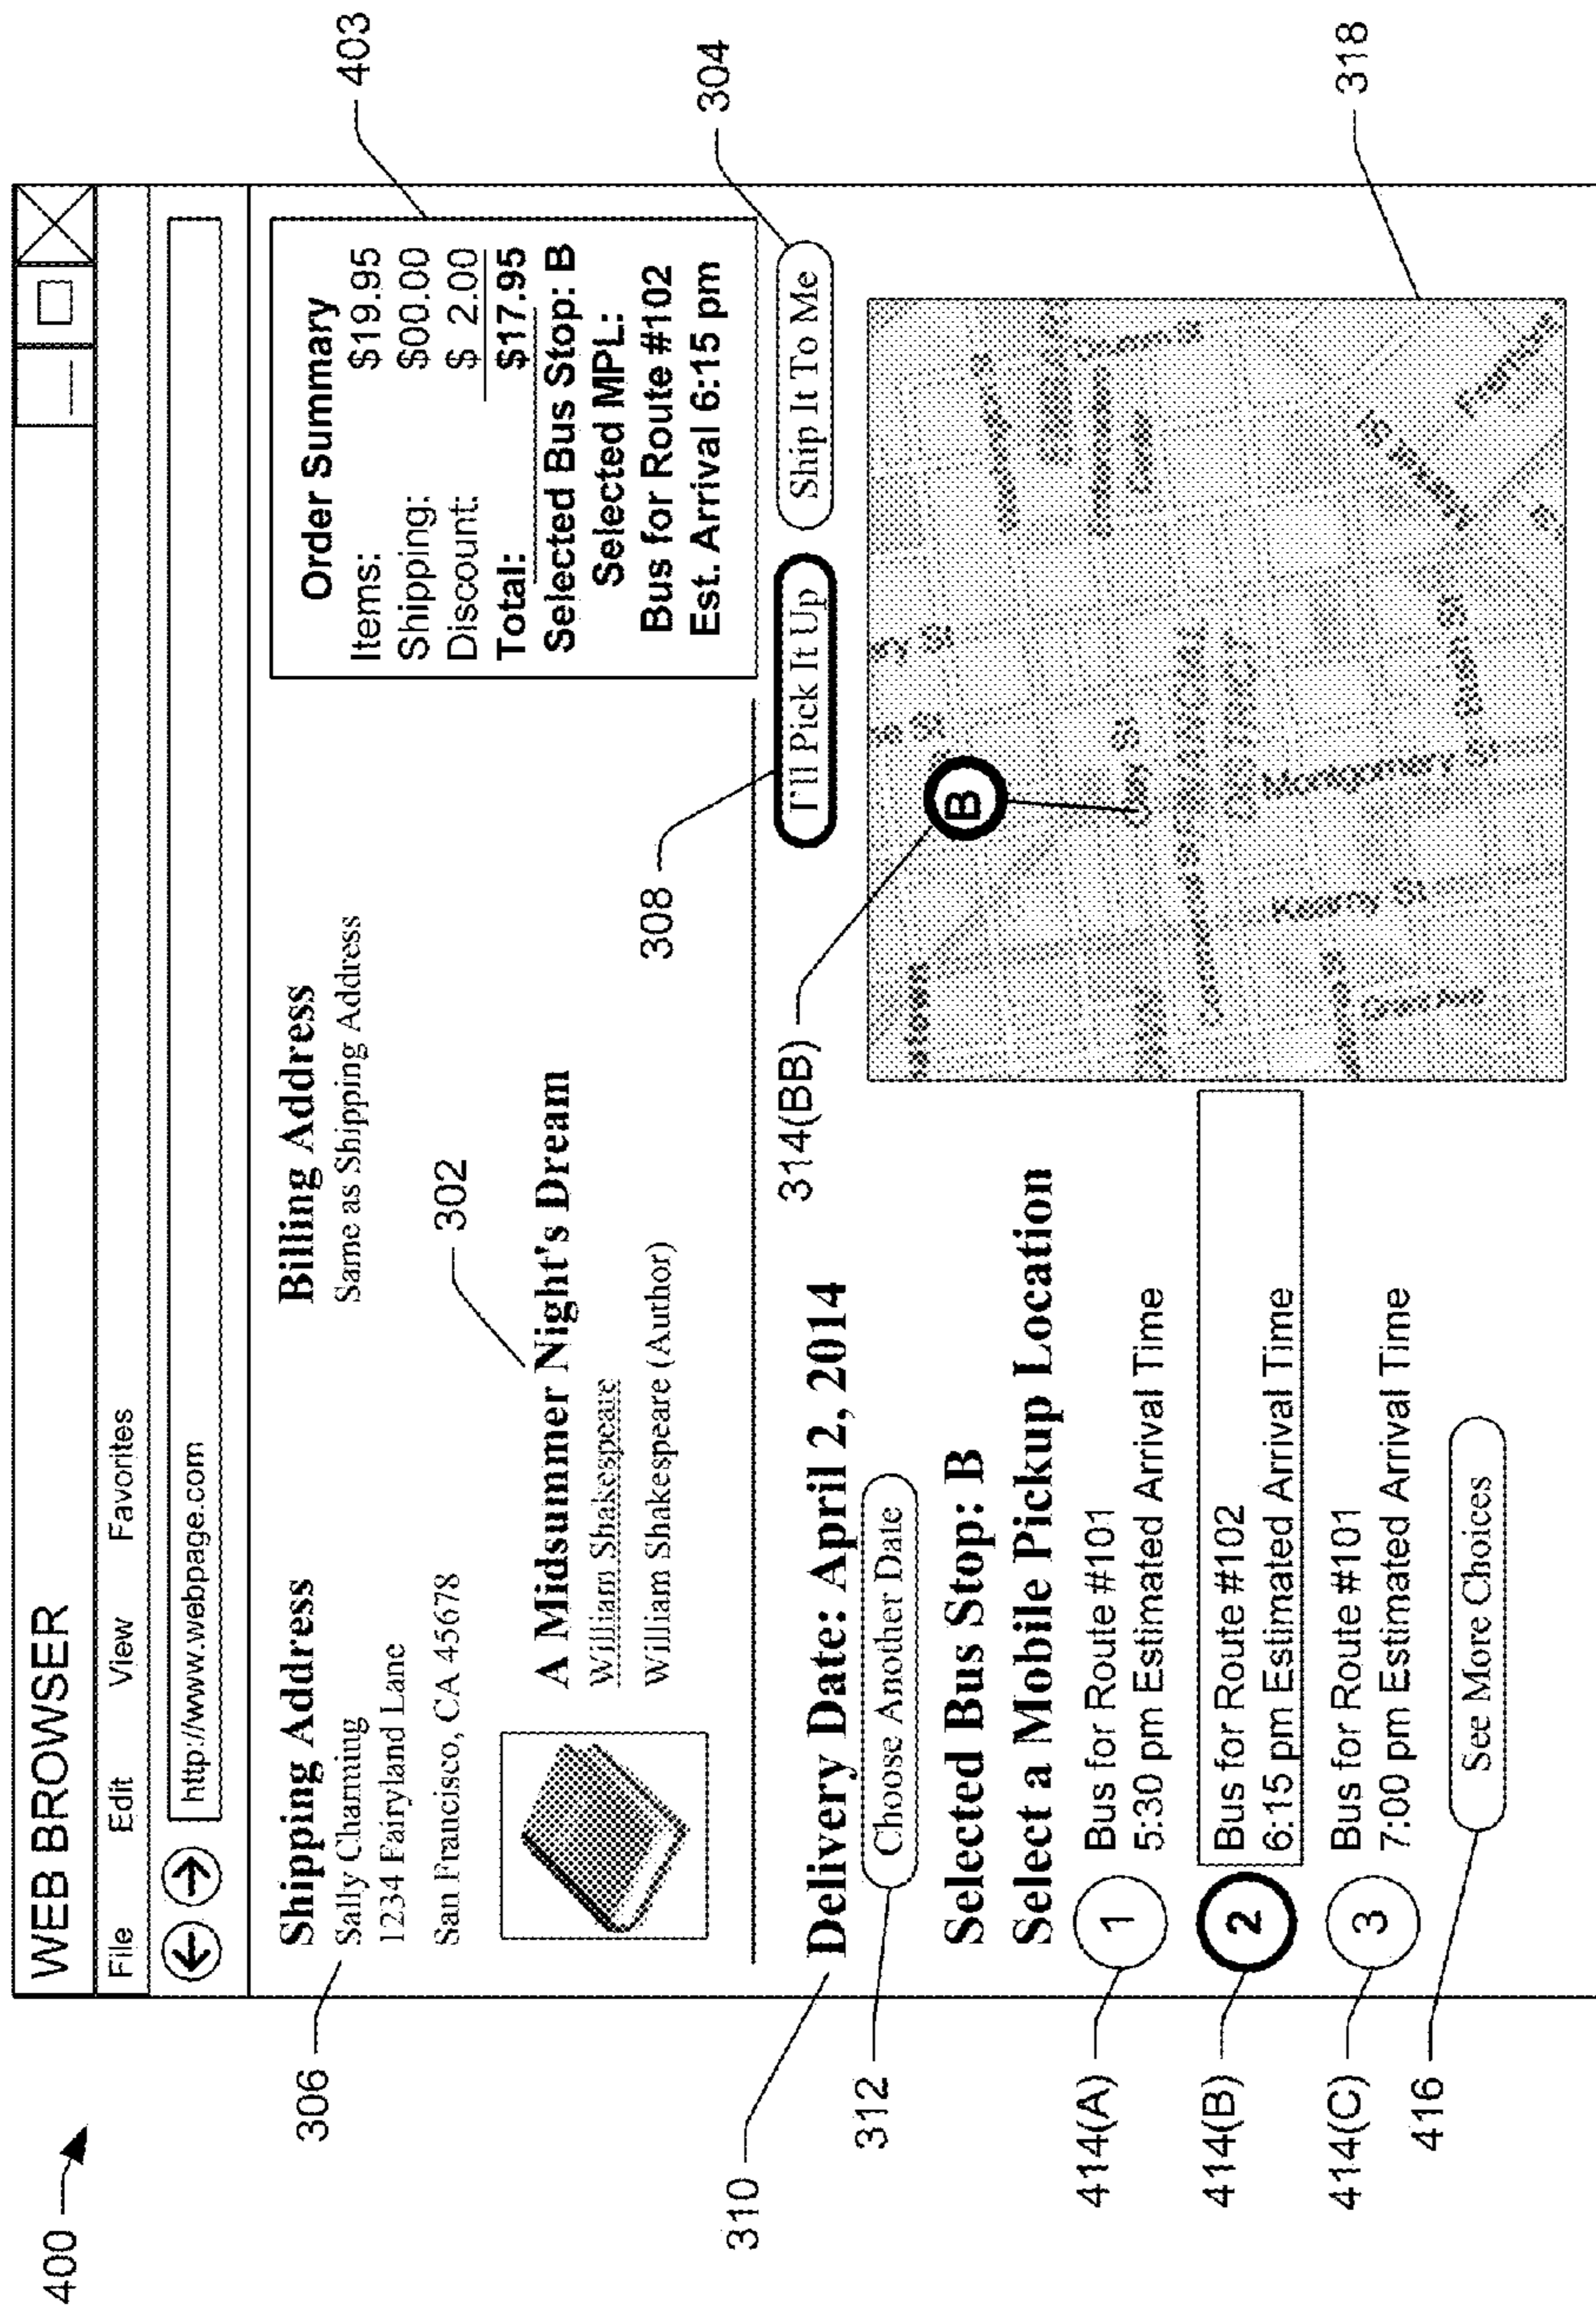 400
WEB BROWSER
File Edit View Favorites
http://www.webpage.com
306
Shipping Address
Sally Charming
1234 Fairyland Lane
San Francisco, CA 45678
Billing Address
Same as Shipping Address
302
A Midsummer Night's Dream
William Shakespeare
William Shakespeare (Author)
403
Order Summary
Items: $19.95
Shipping: $00.00
Discount: $ 2.00
Total: $17.95
Selected Bus Stop: B
Selected MPL:
Bus for Route #102
Est. Arrival 6:15 pm
308
I'll Pick It Up
Ship It To Me
304
310
Delivery Date: April 2, 2014
312
Choose Another Date
Selected Bus Stop: B
Select a Mobile Pickup Location
414(A)
1
Bus for Route #101
5:30 pm Estimated Arrival Time
414(B)
2
Bus for Route #102
6:15 pm Estimated Arrival Time
414(C)
3
Bus for Route #101
7:00 pm Estimated Arrival Time
416
See More Choices
314(BB)
B
Clay St
Montgomery St
Kearny St
318